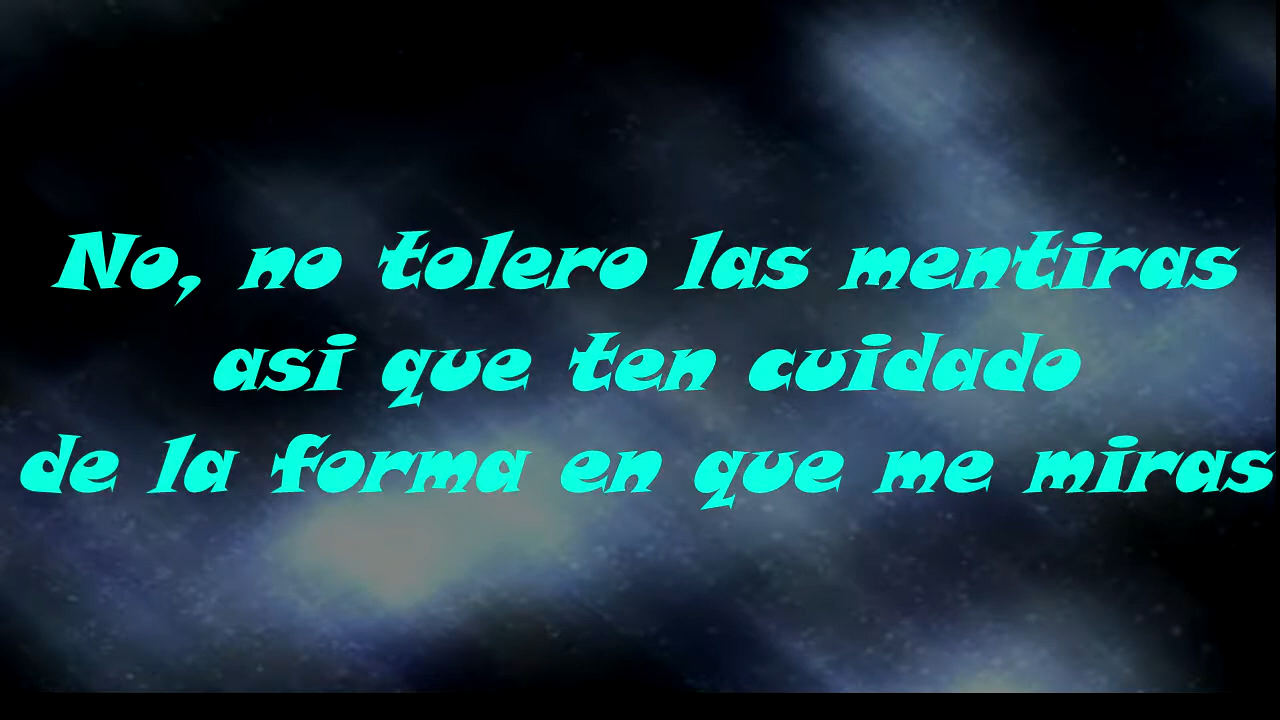 No, no tolero las mentiras
asi que ten cuidado
de la forma en que me miras